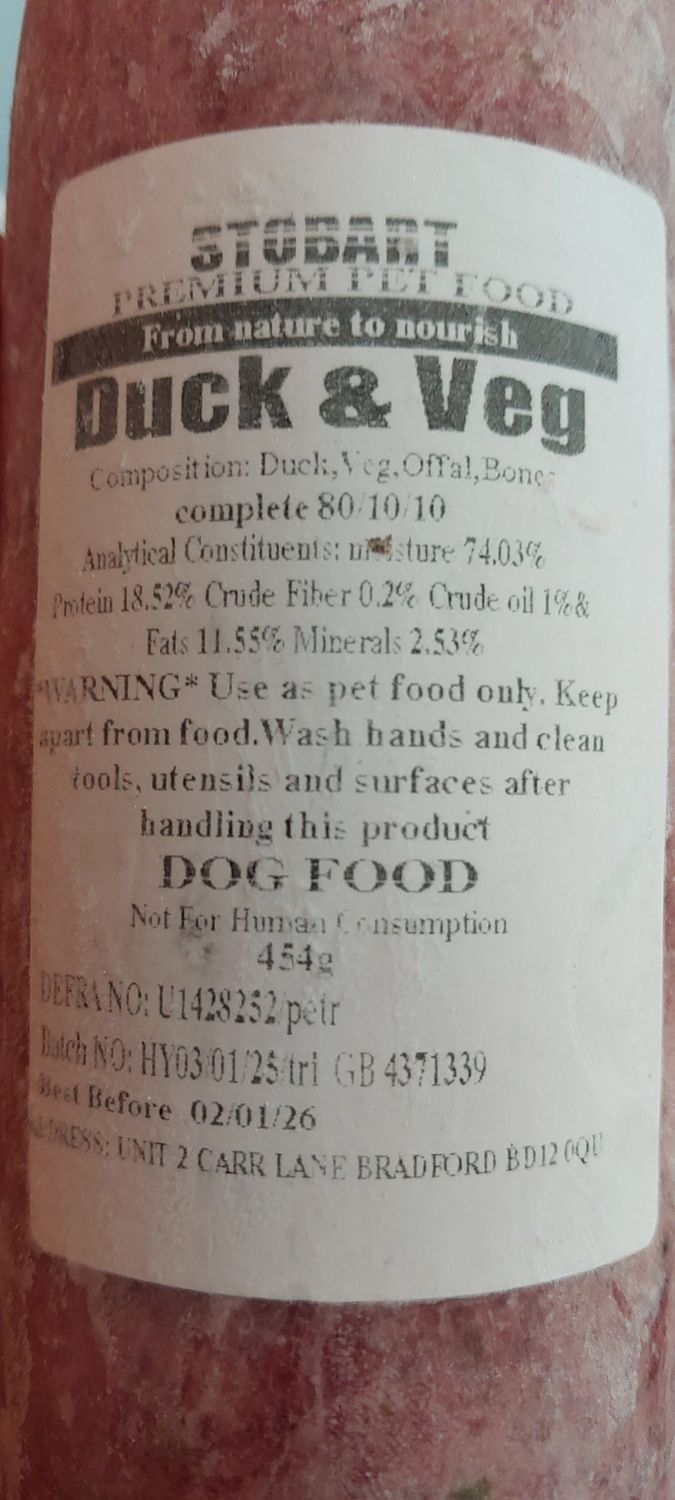 STOBART
PREMIUM PET FOOD
From nature to nourish
Duck & Veg
Composition: Duck,Veg,Offal,Bone
complete 80/10/10
Analytical Constituents: moisture 74.03%
Protein 18.52% Crude Fiber 0.2% Crude oil 1%&
Fats 11.55% Minerals 2.53%
*WARNING* Use as pet food only. Keep
apart from food.Wash hands and clean
tools, utensils and surfaces after
handling this product
DOG FOOD
Not For Human Consumption
454g
DEFRA NO: U1428252/petr
Batch NO: HY03/01/25/tri GB 4371339
Best Before 02/01/26
ADDRESS: UNIT 2 CARR LANE BRADFORD BD12 0QU